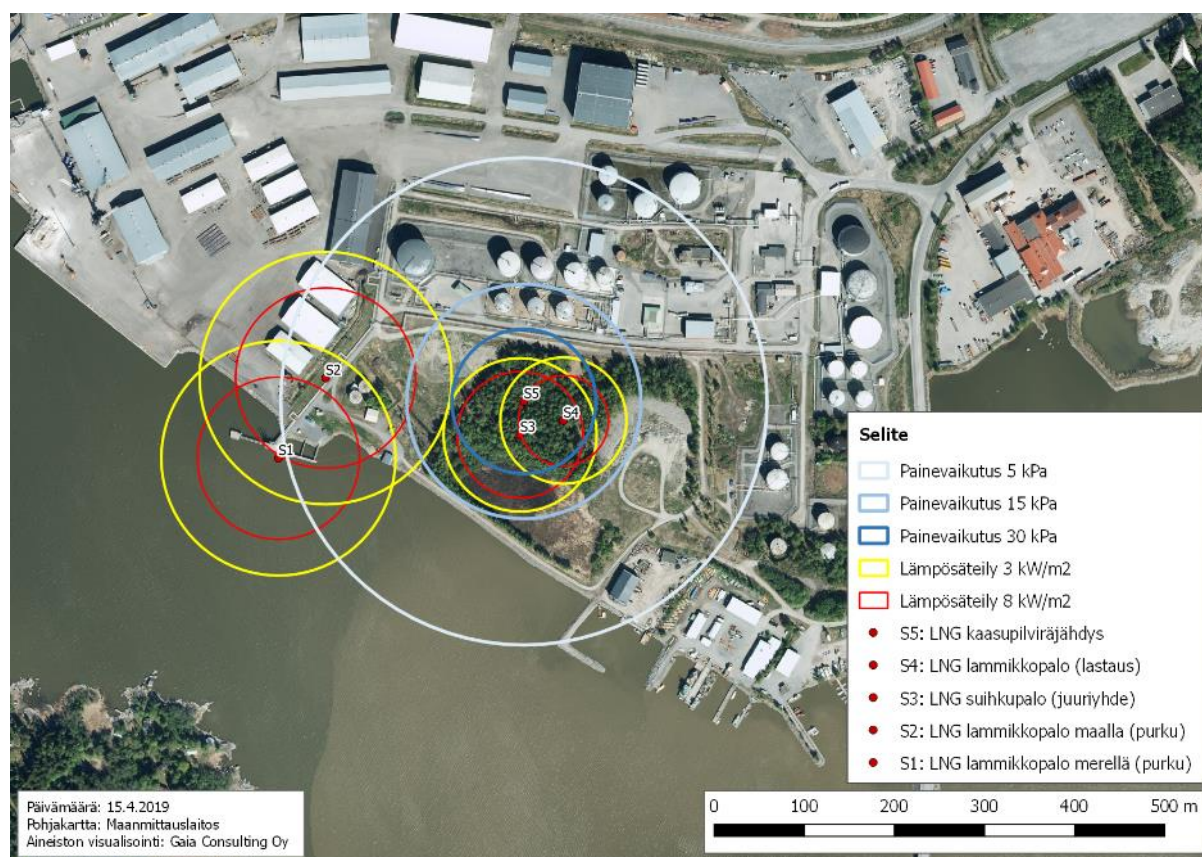 S2
S5
S4
S3
S1
Selite
Painevaikutus 5 kPa
Painevaikutus 15 kPa
Painevaikutus 30 kPa
Lämpösäteily 3 kW/m2
Lämpösäteily 8 kW/m2
S5: LNG kaasupilviräjähdys
S4: LNG lammikkopalo (lastaus)
S3: LNG suihkupalo (juuriyhde)
S2: LNG lammikkopalo maalla (purku)
S1: LNG lammikkopalo merellä (purku)
Päivämäärä: 15.4.2019
Pohjakartta: Maanmittauslaitos
Aineiston visualisointi: Gaia Consulting Oy
0 100 200 300 400 500 m